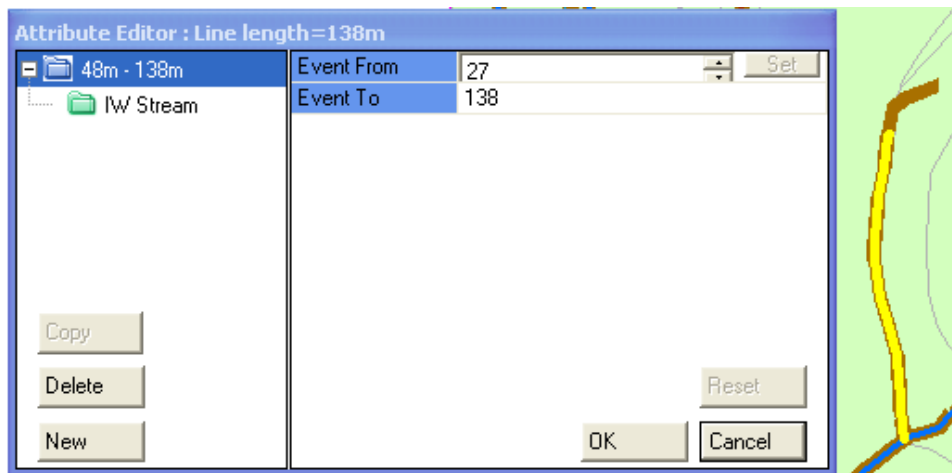 Attribute Editor : Line length=138m
48m - 138m
IW Stream
Event From 27 Set
Event To 138
Copy
Delete
Reset
New
OK Cancel